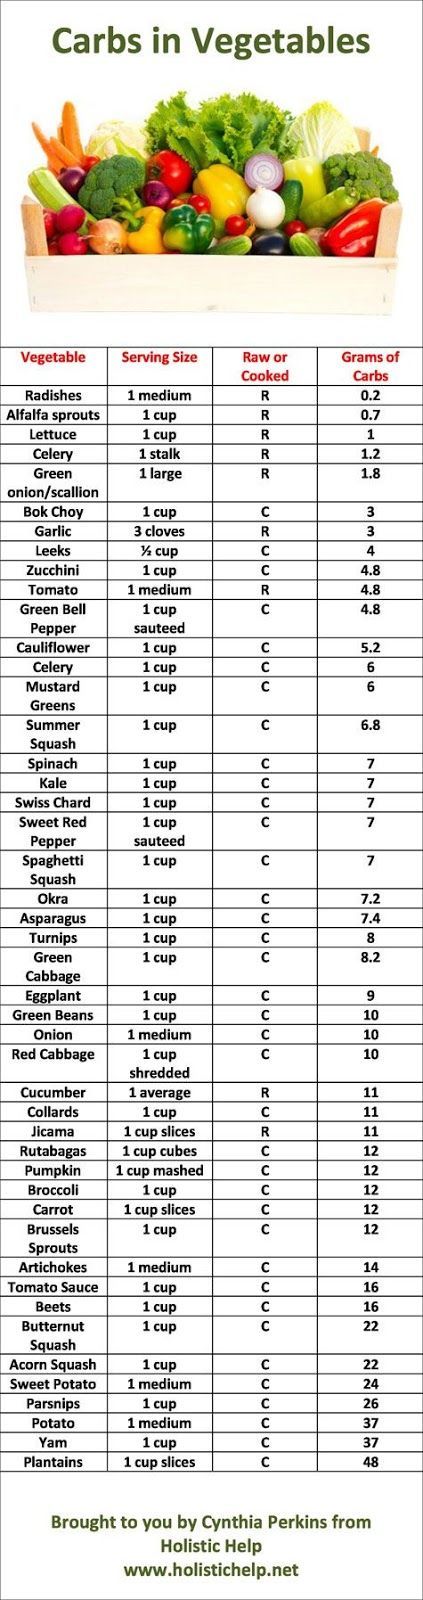 Carbs in Vegetables
Vegetable Serving Size Raw or Grams of
Cooked Carbs
Radishes 1 medium R 0.2
Alfalfa sprouts 1 cup R 0.7
Lettuce 1 cup R 1
Celery 1 stalk R 1.2
Green 1 large R 1.8
onion/scallion
Bok Choy 1 cup C 3
Garlic 3 cloves R 3
Leeks ½ cup C 4
Zucchini 1 cup C 4.8
Tomato 1 medium R 4.8
Green Bell 1 cup C 4.8
Pepper sauteed
Cauliflower 1 cup C 5.2
Celery 1 cup C 6
Mustard 1 cup C 6
Greens
Summer 1 cup C 6.8
Squash
Spinach 1 cup C 7
Kale 1 cup C 7
Swiss Chard 1 cup C 7
Sweet Red 1 cup C 7
Pepper sauteed
Spaghetti 1 cup C 7
Squash
Okra 1 cup C 7.2
Asparagus 1 cup C 7.4
Turnips 1 cup C 8
Green 1 cup C 8.2
Cabbage
Eggplant 1 cup C 9
Green Beans 1 cup C 10
Onion 1 medium C 10
Red Cabbage 1 cup C 10
shredded
Cucumber 1 average R 11
Collards 1 cup C 11
Jicama 1 cup slices R 11
Rutabagas 1 cup cubes C 12
Pumpkin 1 cup mashed C 12
Broccoli 1 cup C 12
Carrot 1 cup slices C 12
Brussels 1 cup C 12
Sprouts
Artichokes 1 medium C 14
Tomato Sauce 1 cup C 16
Beets 1 cup C 16
Butternut 1 cup C 22
Squash
Acorn Squash 1 cup C 22
Sweet Potato 1 medium C 24
Parsnips 1 cup C 26
Potato 1 medium C 37
Yam 1 cup C 37
Plantains 1 cup slices C 48
Brought to you by Cynthia Perkins from
Holistic Help
www.holistichelp.net